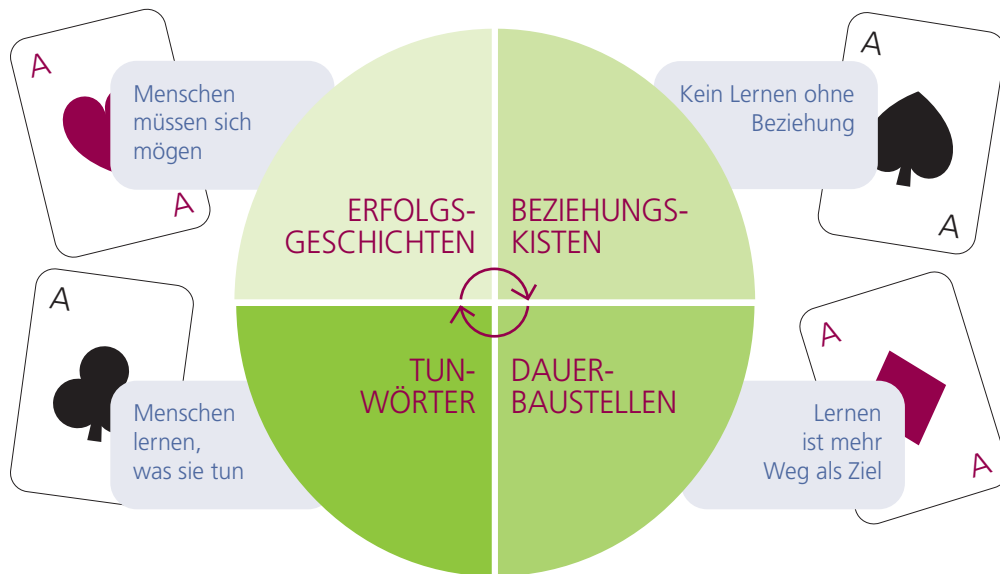 A
Menschen
müssen sich
mögen
A
A
Kein Lernen ohne
Beziehung
A
ERFOLGS-
GESCHICHTEN
BEZIEHUNGS-
KISTEN
A
Menschen
lernen,
was sie tun
TUN-
WÖRTER
DAUER-
BAUSTELLEN
A
Lernen
ist mehr
Weg als Ziel
A